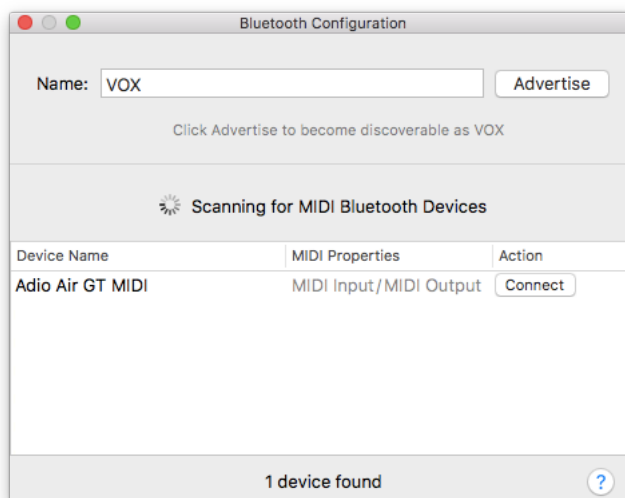 Bluetooth Configuration
Name: VOX Advertise
Click Advertise to become discoverable as VOX
Scanning for MIDI Bluetooth Devices
Device Name MIDI Properties Action
Adio Air GT MIDI MIDI Input/MIDI Output Connect
1 device found ?